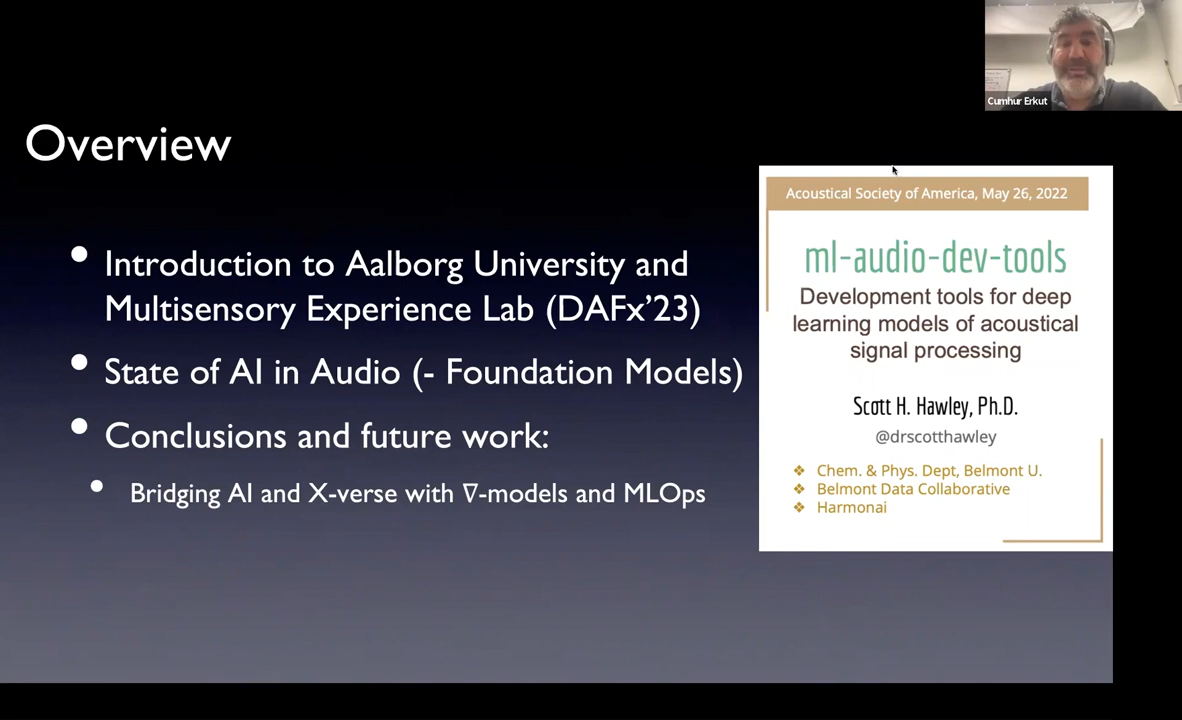 Cumhur Erkut
Overview
• Introduction to Aalborg University and
Multisensory Experience Lab (DAFx’23)
• State of AI in Audio (- Foundation Models)
• Conclusions and future work:
• Bridging AI and X-verse with ∇-models and MLOps
Acoustical Society of America, May 26, 2022
ml-audio-dev-tools
Development tools for deep
learning models of acoustical
signal processing
Scott H. Hawley, Ph.D.
@drscotthawley
❖ Chem. & Phys. Dept, Belmont U.
❖ Belmont Data Collaborative
❖ Harmonai